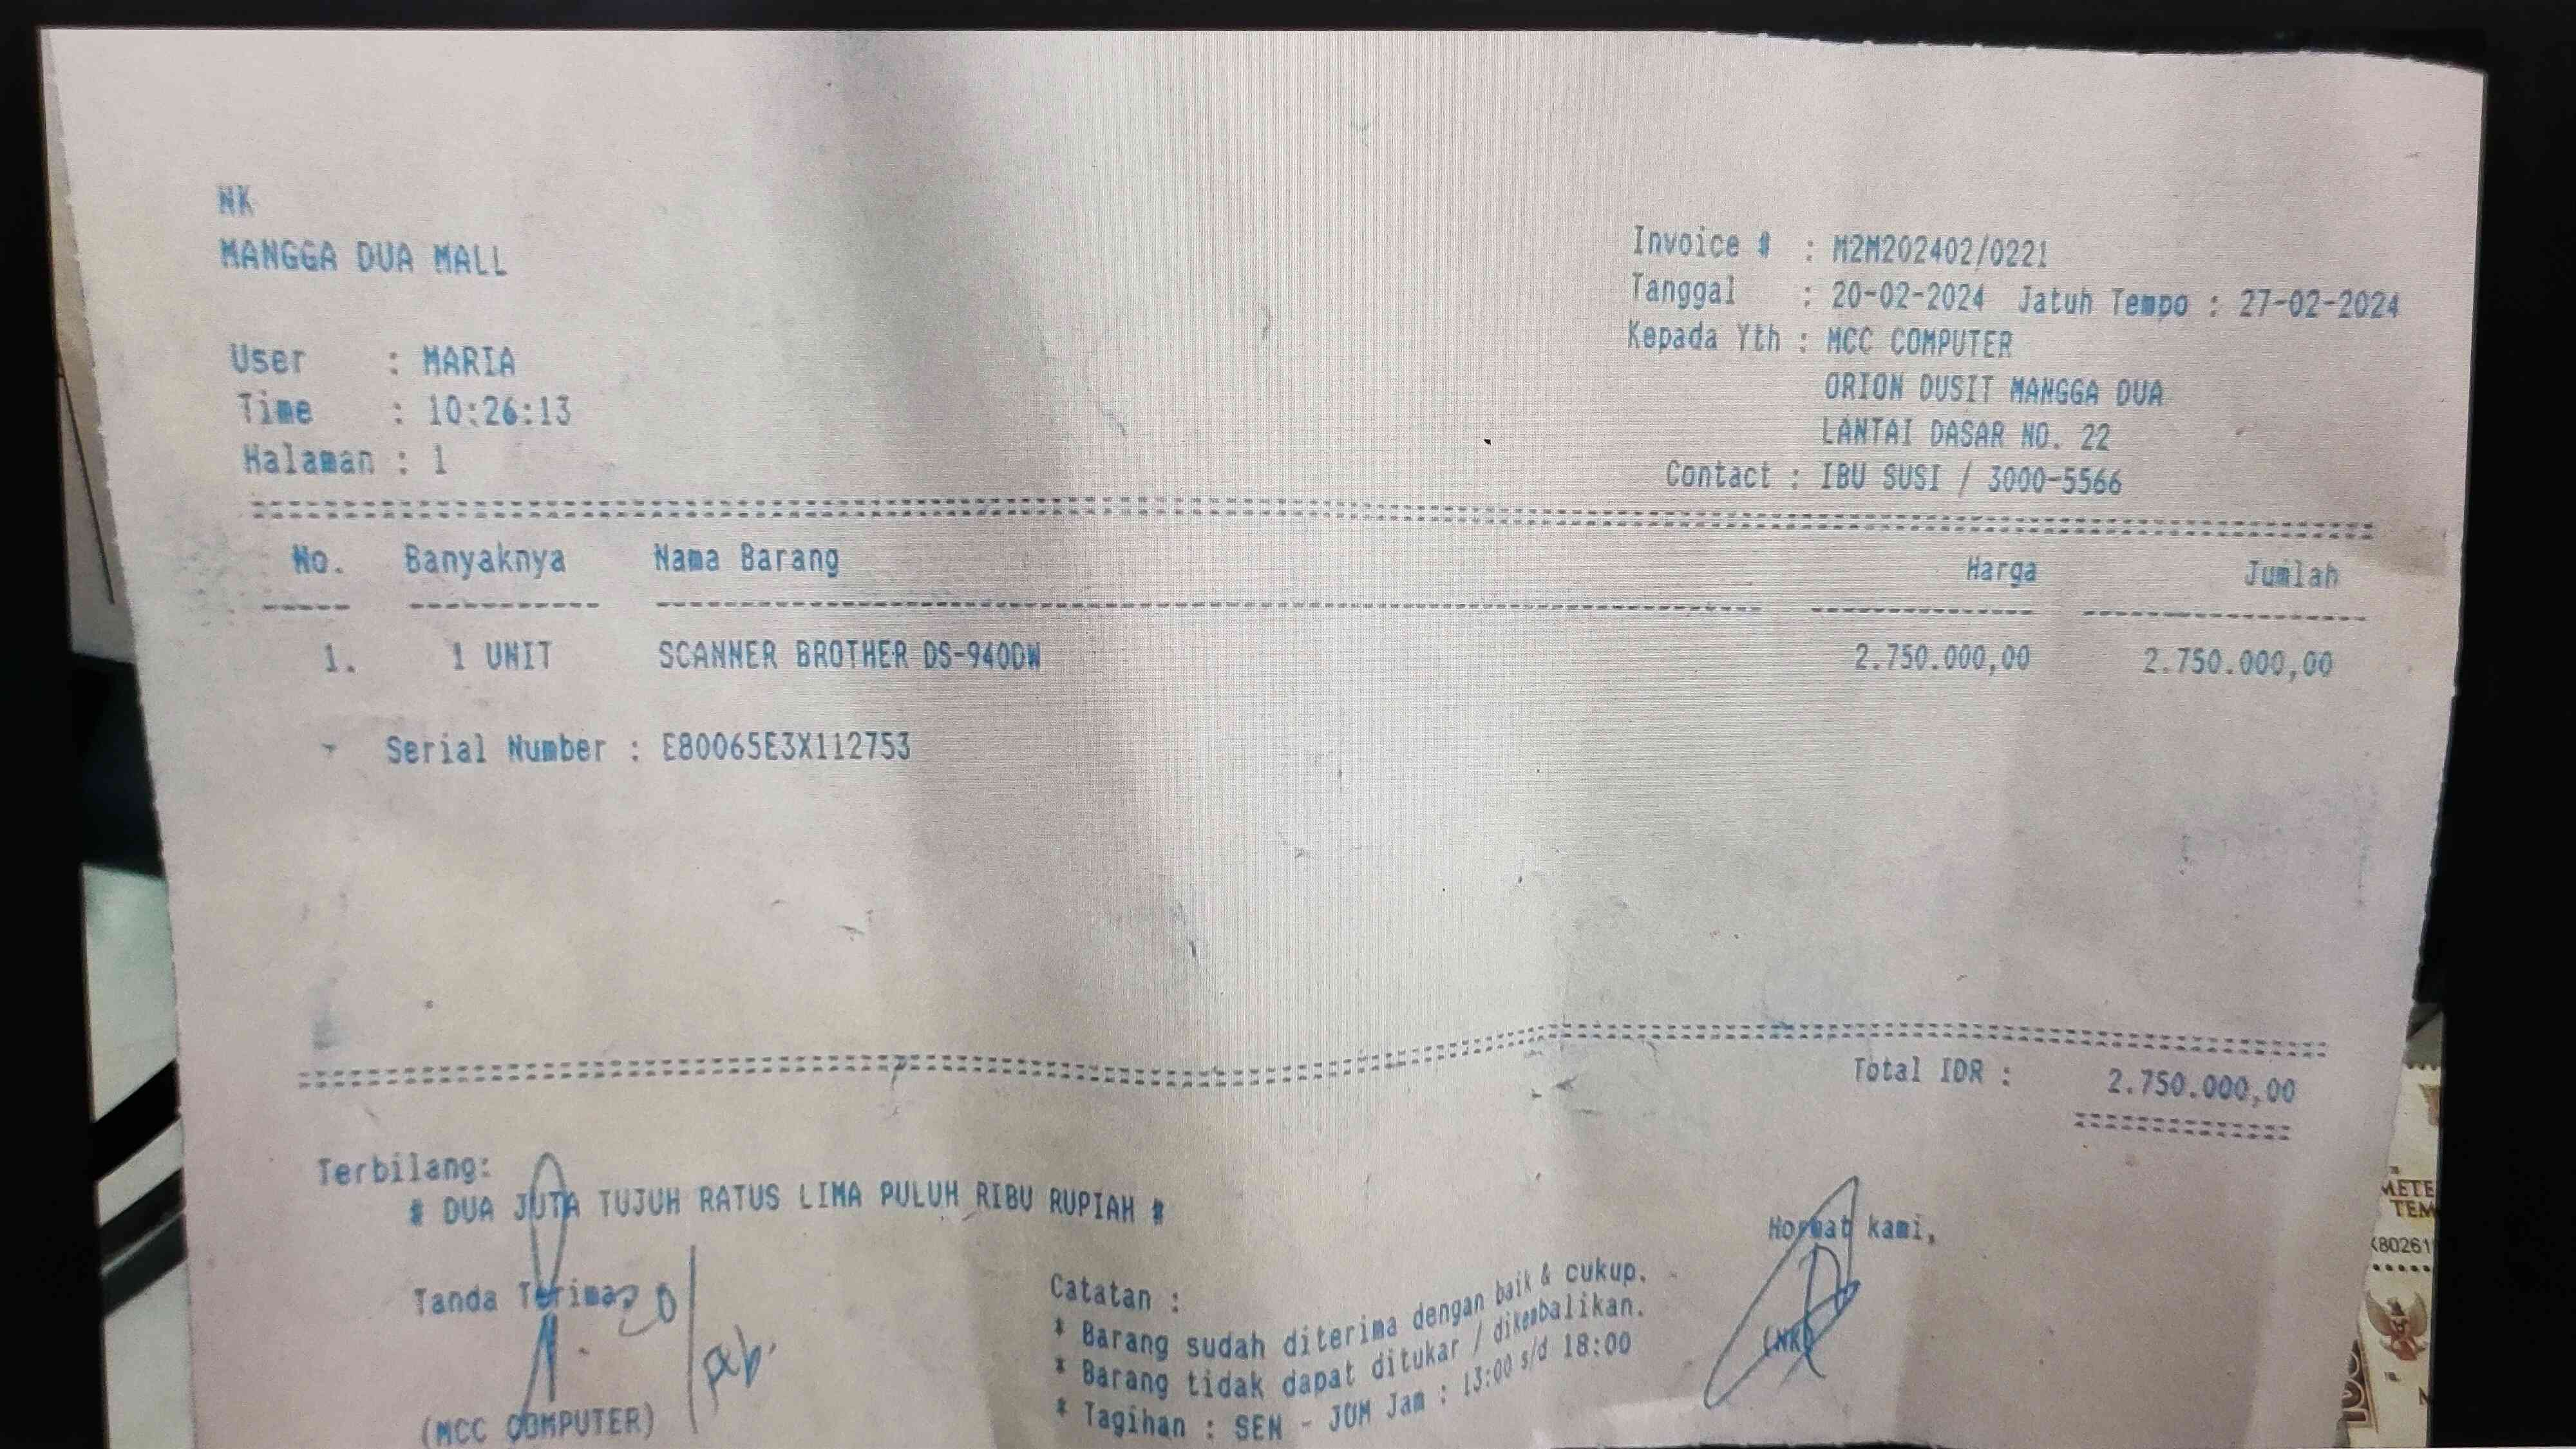 NK
MANGGA DUA MALL
Invoice # : M2M202402/0221
Tanggal : 20-02-2024 Jatuh Tempo : 27-02-2024
Kepada Yth : MCC COMPUTER
ORION DUSIT MANGGA DUA
LANTAI DASAR NO. 22
Contact : IBU SUSI / 3000-5566
User : MARIA
Time : 10:26:13
Halaman : 1
No. Banyaknya Nama Barang Harga Jumlah
1. 1 UNIT SCANNER BROTHER DS-940DW 2.750.000,00 2.750.000,00
Serial Number : E80065E3X112753
Total IDR : 2.750.000,00
Terbilang:
# DUA JUTA TUJUH RATUS LIMA PULUH RIBU RUPIAH #
Tanda Terima,
(MCC COMPUTER)
Catatan :
* Barang sudah diterima dengan baik & cukup.
* Barang tidak dapat ditukar / dikembalikan.
* Tagihan : SEN - JUM Jam : 13:00 s/d 18:00
Hormat kami,
(NK)
METE
TEM
80261